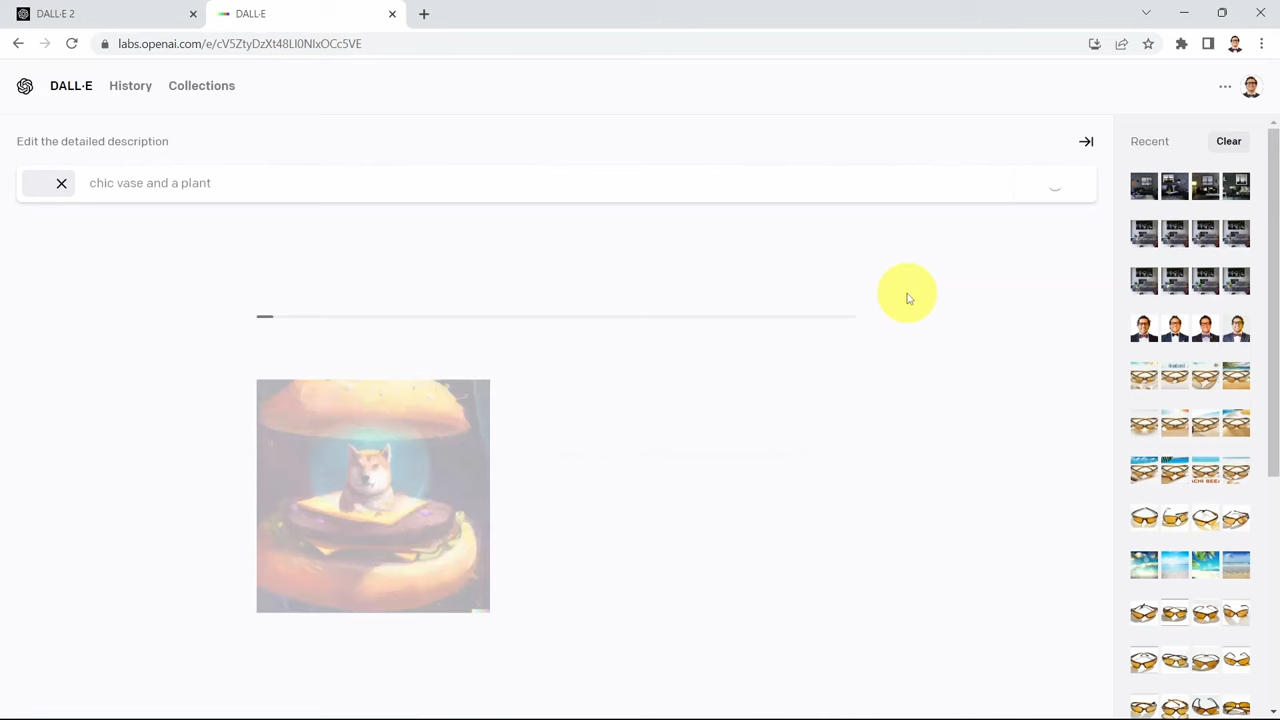 DALL·E 2
DALL·E
labs.openai.com/e/cV5ZtyDzXt48LI0NIxOCc5VE
DALL·E History Collections
Edit the detailed description
Recent Clear
chic vase and a plant